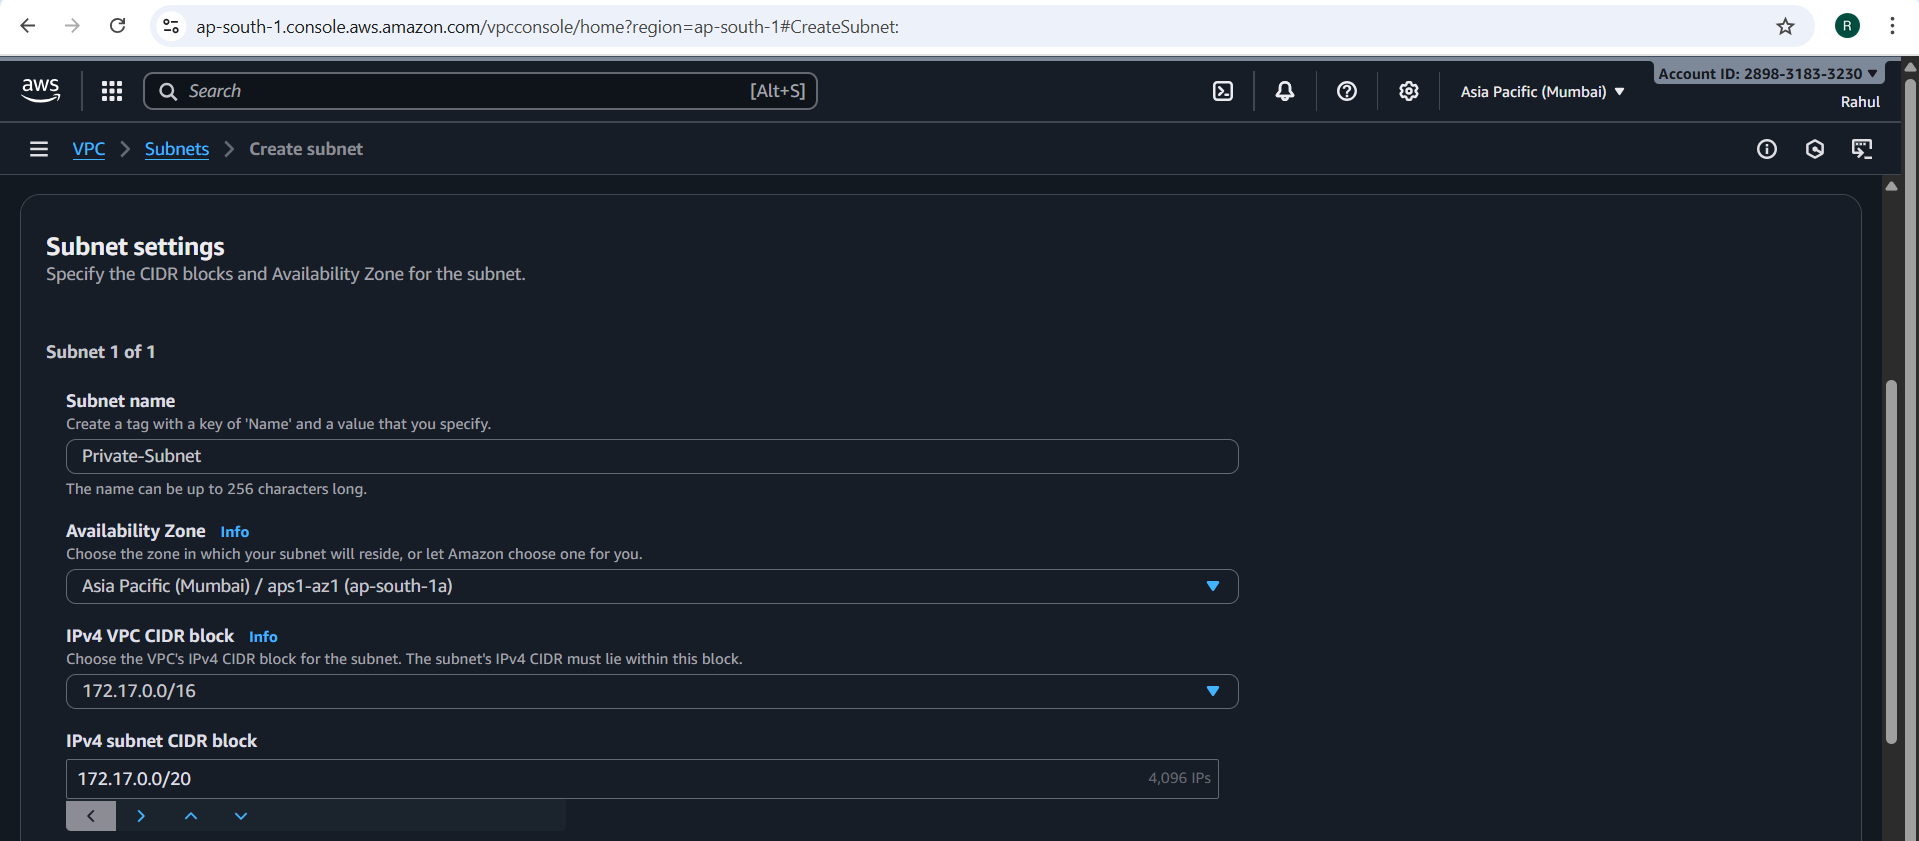 ap-south-1.console.aws.amazon.com/vpcconsole/home?region=ap-south-1#CreateSubnet:
R
aws
Search
[Alt+S]
Asia Pacific (Mumbai)
Account ID: 2898-3183-3230
Rahul
VPC
Subnets
Create subnet
Subnet settings
Specify the CIDR blocks and Availability Zone for the subnet.
Subnet 1 of 1
Subnet name
Create a tag with a key of 'Name' and a value that you specify.
Private-Subnet
The name can be up to 256 characters long.
Availability Zone Info
Choose the zone in which your subnet will reside, or let Amazon choose one for you.
Asia Pacific (Mumbai) / aps1-az1 (ap-south-1a)
IPv4 VPC CIDR block Info
Choose the VPC's IPv4 CIDR block for the subnet. The subnet's IPv4 CIDR must lie within this block.
172.17.0.0/16
IPv4 subnet CIDR block
172.17.0.0/20
4,096 IPs